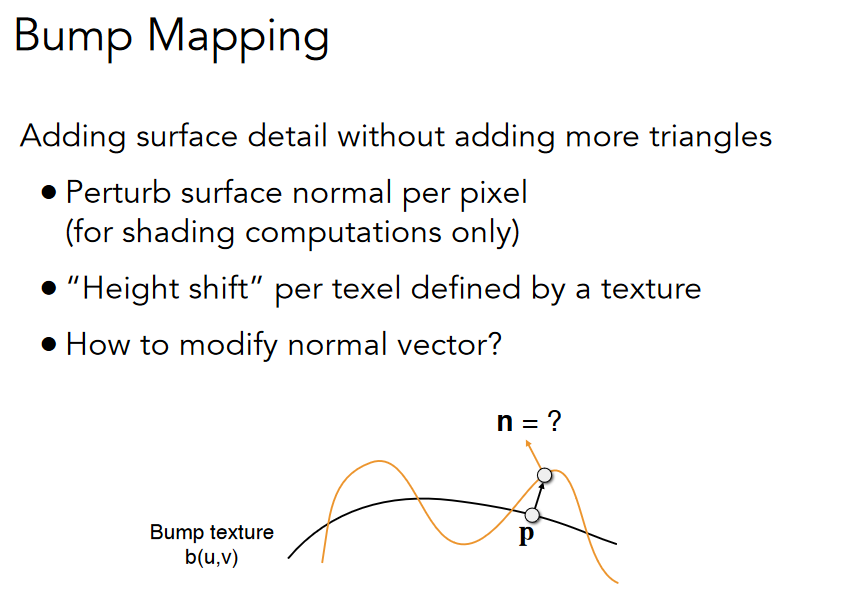 Bump Mapping
Adding surface detail without adding more triangles
● Perturb surface normal per pixel
(for shading computations only)
● “Height shift” per texel defined by a texture
● How to modify normal vector?
n = ?
Bump texture
b(u,v)
p